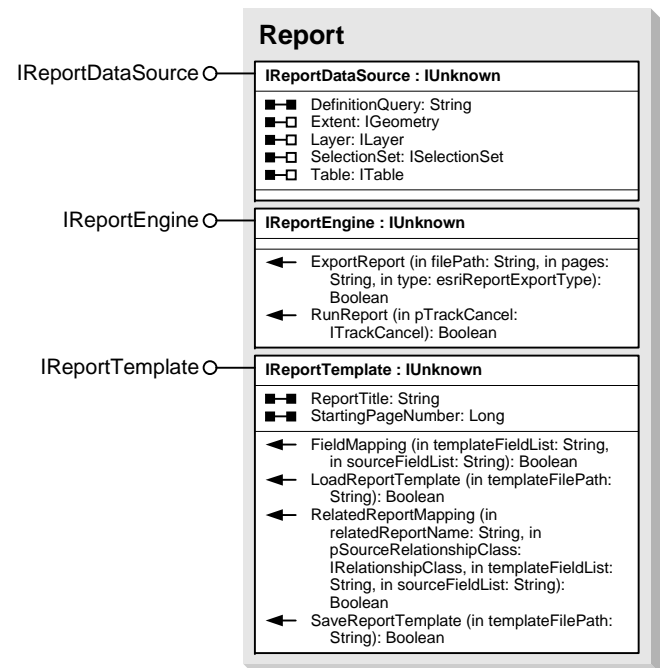 Report
IReportDataSource
IReportDataSource : IUnknown
DefinitionQuery: String
Extent: IGeometry
Layer: ILayer
SelectionSet: ISelectionSet
Table: ITable
IReportEngine
IReportEngine : IUnknown
ExportReport (in filePath: String, in pages:
String, in type: esriReportExportType):
Boolean
RunReport (in pTrackCancel:
ITrackCancel): Boolean
IReportTemplate
IReportTemplate : IUnknown
ReportTitle: String
StartingPageNumber: Long
FieldMapping (in templateFieldList: String,
in sourceFieldList: String): Boolean
LoadReportTemplate (in templateFilePath:
String): Boolean
RelatedReportMapping (in
relatedReportName: String, in
pSourceRelationshipClass:
IRelationshipClass, in templateFieldList:
String, in sourceFieldList: String):
Boolean
SaveReportTemplate (in templateFilePath:
String): Boolean